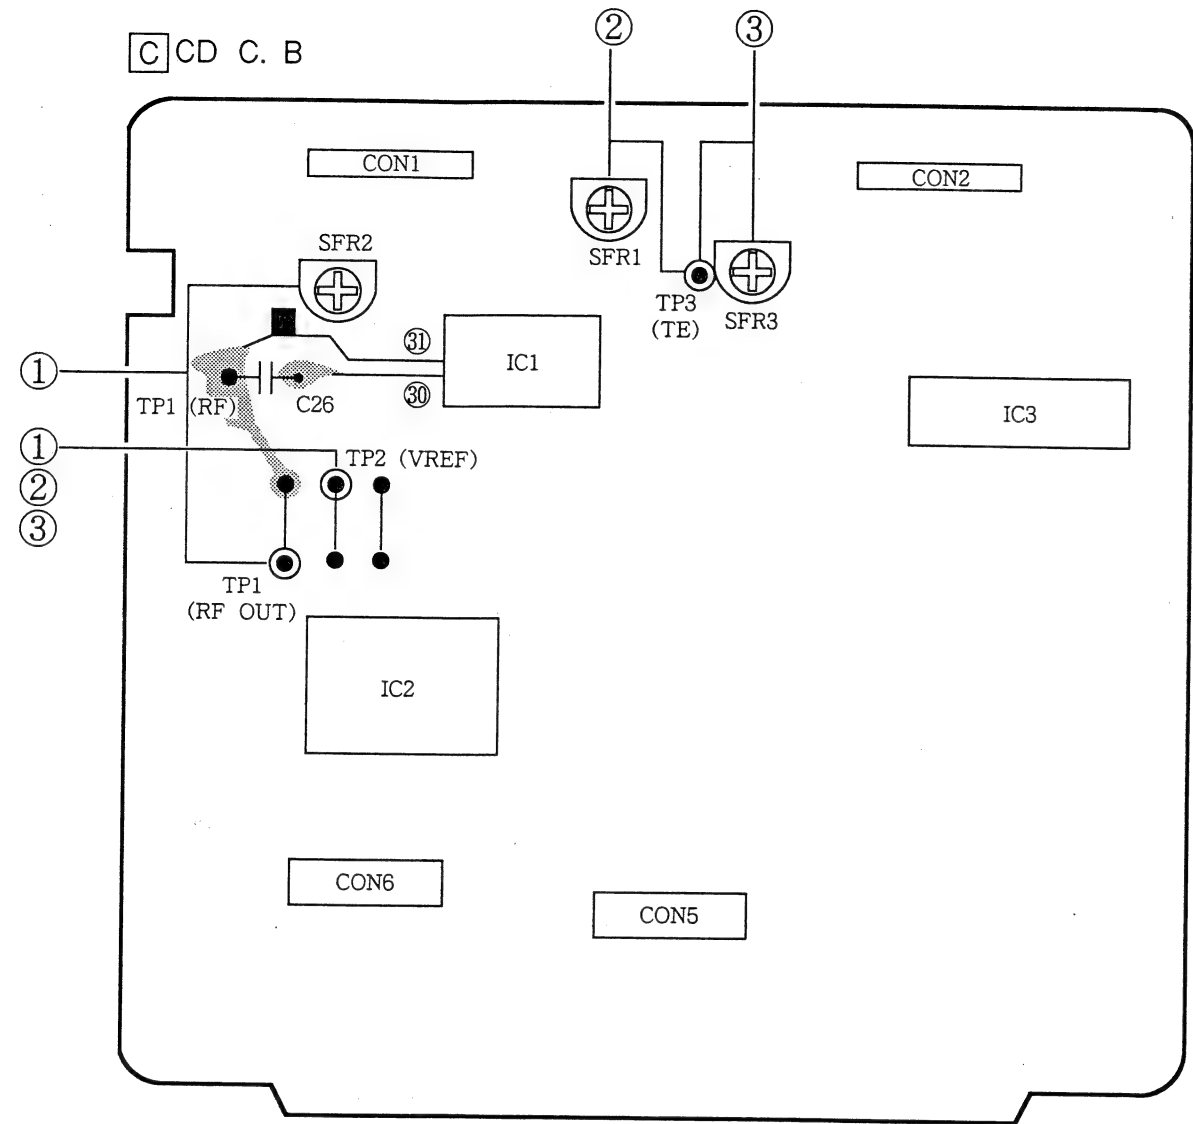 ② ③
C CD C. B
CON1
CON2
SFR2
SFR1
TP3
(TE)
SFR3
㉛
IC1
①
㉚
TP1 (RF)
C26
IC3
①
TP2 (VREF)
②
③
TP1
(RF OUT)
IC2
CON6
CON5